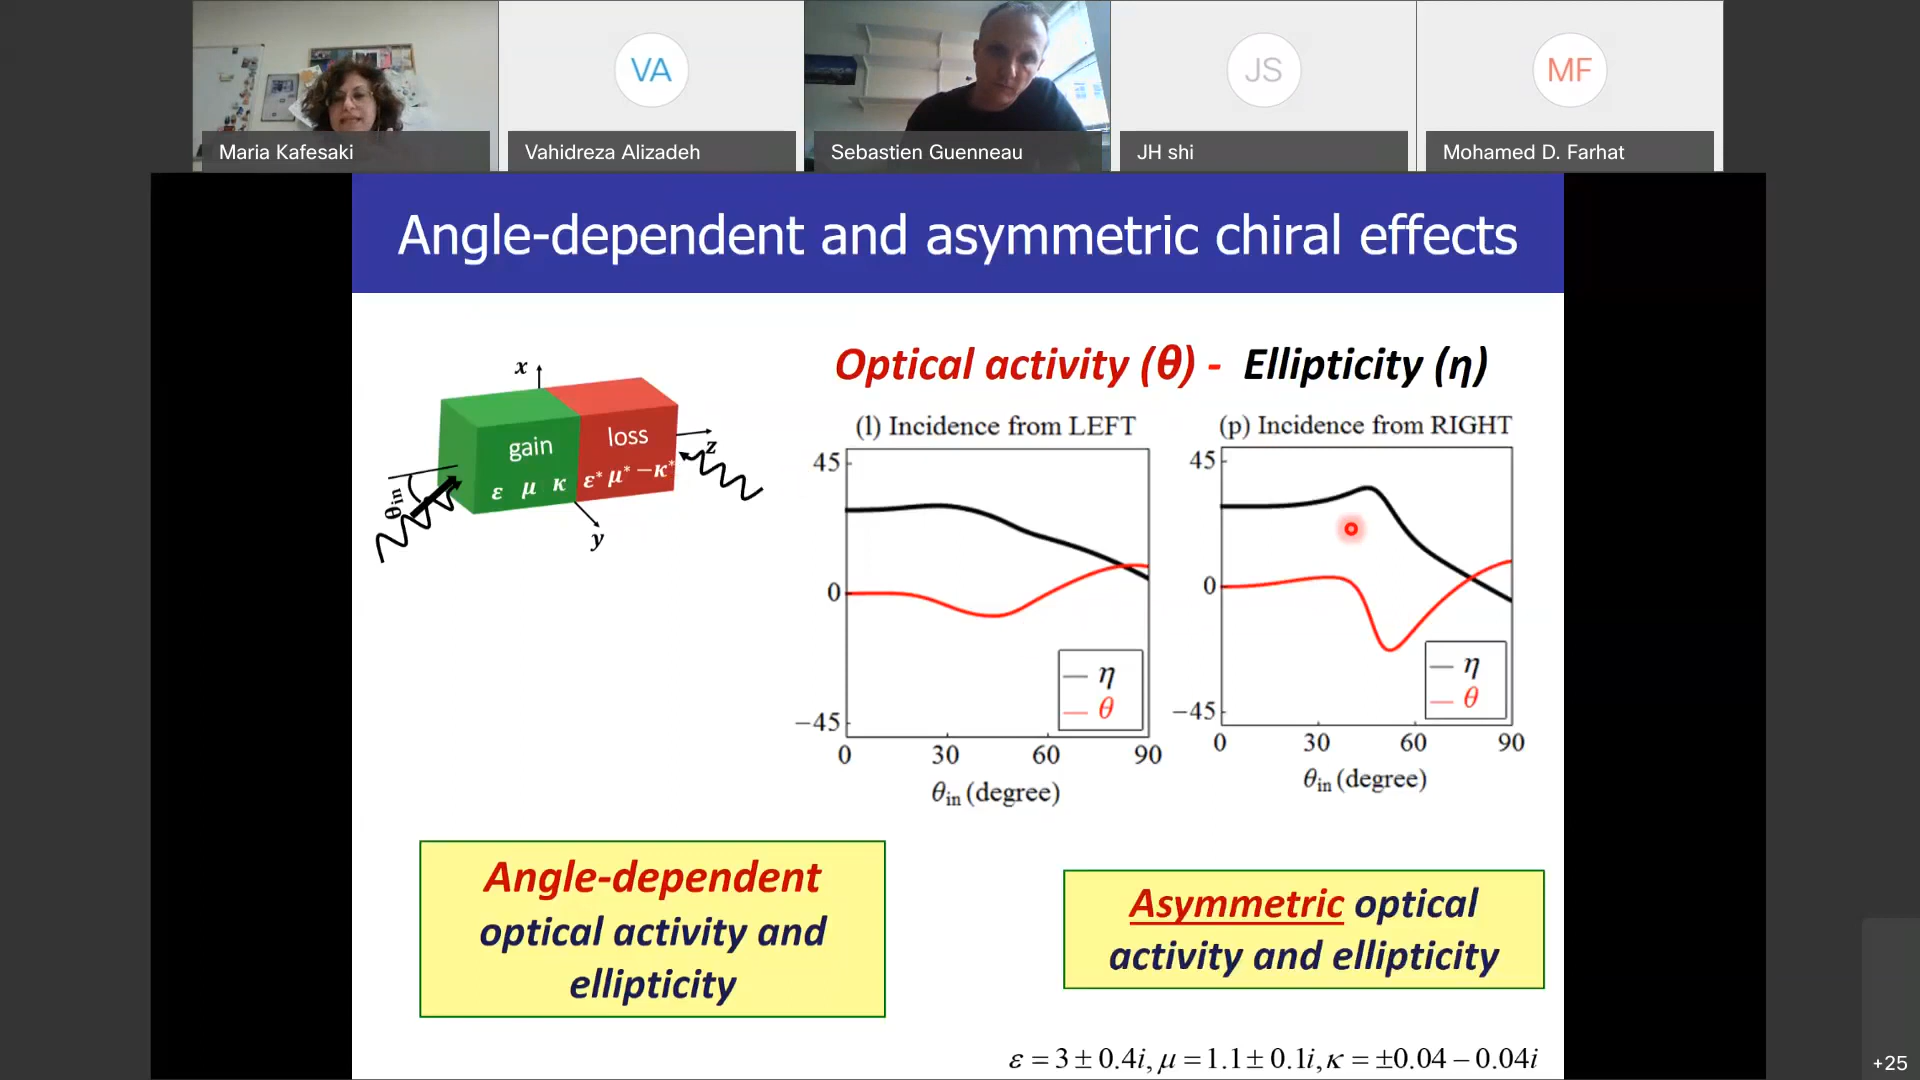 VA
JS
MF
Maria Kafesaki
Vahidreza Alizadeh
Sebastien Guenneau
JH shi
Mohamed D. Farhat
Angle-dependent and asymmetric chiral effects
Optical activity (θ) - Ellipticity (η)
x
gain
loss
ε μ κ
ε* μ* −κ*
z
y
θin
(l) Incidence from LEFT
45
0
−45
η
θ
0 30 60 90
θin (degree)
(p) Incidence from RIGHT
45
0
−45
η
θ
0 30 60 90
θin (degree)
Angle-dependent
optical activity and
ellipticity
Asymmetric optical
activity and ellipticity
ε = 3 ± 0.4i, μ = 1.1 ± 0.1i, κ = ±0.04 − 0.04i
+25